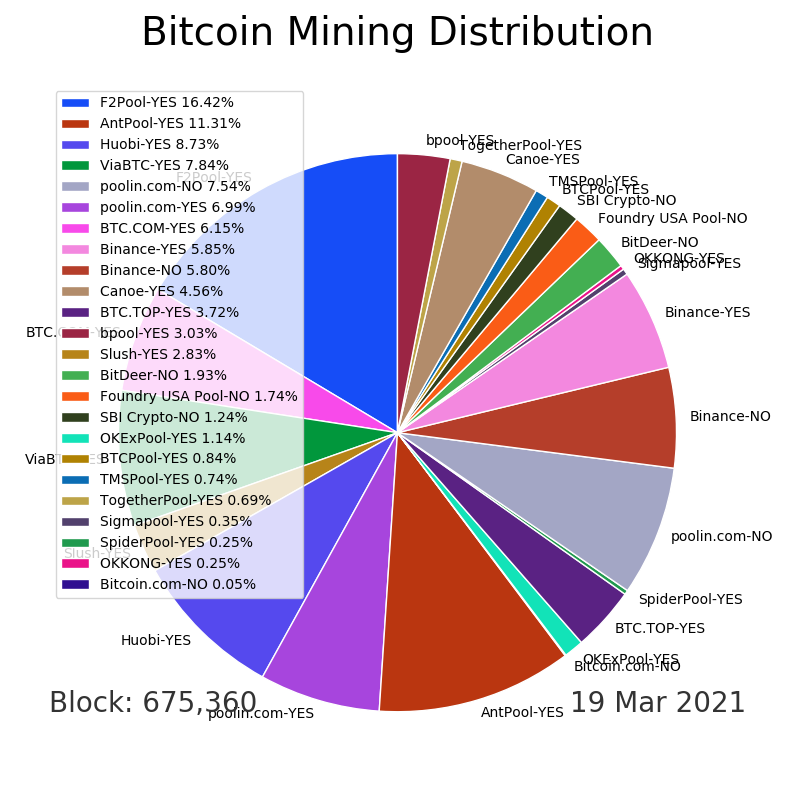 Bitcoin Mining Distribution
F2Pool-YES 16.42%
AntPool-YES 11.31%
Huobi-YES 8.73%
ViaBTC-YES 7.84%
poolin.com-NO 7.54%
poolin.com-YES 6.99%
BTC.COM-YES 6.15%
Binance-YES 5.85%
Binance-NO 5.80%
Canoe-YES 4.56%
BTC.TOP-YES 3.72%
bpool-YES 3.03%
Slush-YES 2.83%
BitDeer-NO 1.93%
Foundry USA Pool-NO 1.74%
SBI Crypto-NO 1.24%
OKExPool-YES 1.14%
BTCPool-YES 0.84%
TMSPool-YES 0.74%
TogetherPool-YES 0.69%
Sigmapool-YES 0.35%
SpiderPool-YES 0.25%
OKKONG-YES 0.25%
Bitcoin.com-NO 0.05%
bpool-YES
TogetherPool-YES
Canoe-YES
TMSPool-YES
BTCPool-YES
SBI Crypto-NO
Foundry USA Pool-NO
BitDeer-NO
OKKONG-YES
Sigmapool-YES
Binance-YES
Binance-NO
poolin.com-NO
SpiderPool-YES
BTC.TOP-YES
OKExPool-YES
Bitcoin.com-NO
AntPool-YES
poolin.com-YES
Huobi-YES
Slush-YES
F2Pool-YES
Block: 675,360
19 Mar 2021